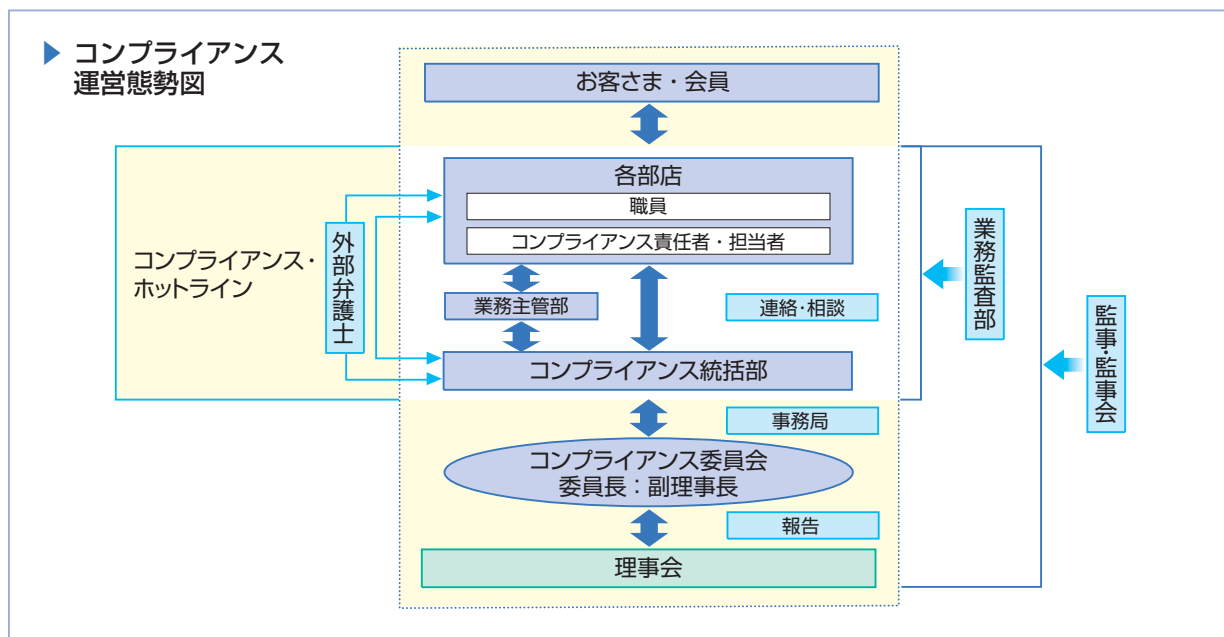 コンプライアンス
運営態勢図
お客さま・会員
各部店
職員
コンプライアンス責任者・担当者
コンプライアンス・
ホットライン
外部弁護士
業務主管部
連絡・相談
コンプライアンス統括部
業務監査部
監事・監事会
事務局
コンプライアンス委員会
委員長：副理事長
報告
理事会